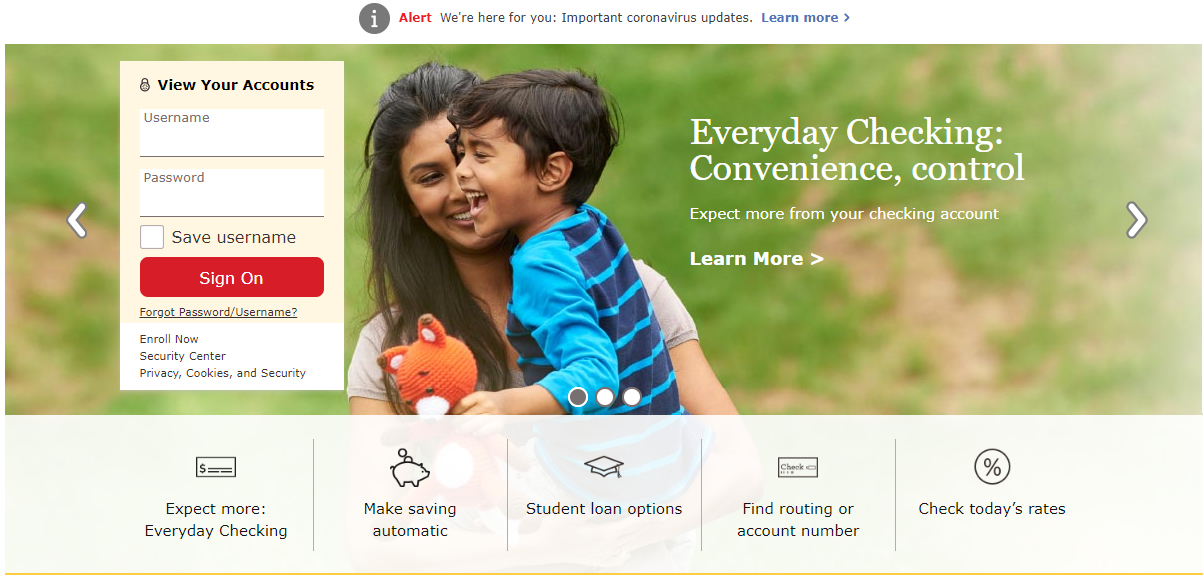 Alert We're here for you: Important coronavirus updates. Learn more >
View Your Accounts
Username
Password
Save username
Sign On
Forgot Password/Username?
Enroll Now
Security Center
Privacy, Cookies, and Security
Everyday Checking:
Convenience, control
Expect more from your checking account
Learn More >
$
Expect more:
Everyday Checking
Make saving
automatic
Student loan options
Check
Find routing or
account number
%
Check today’s rates